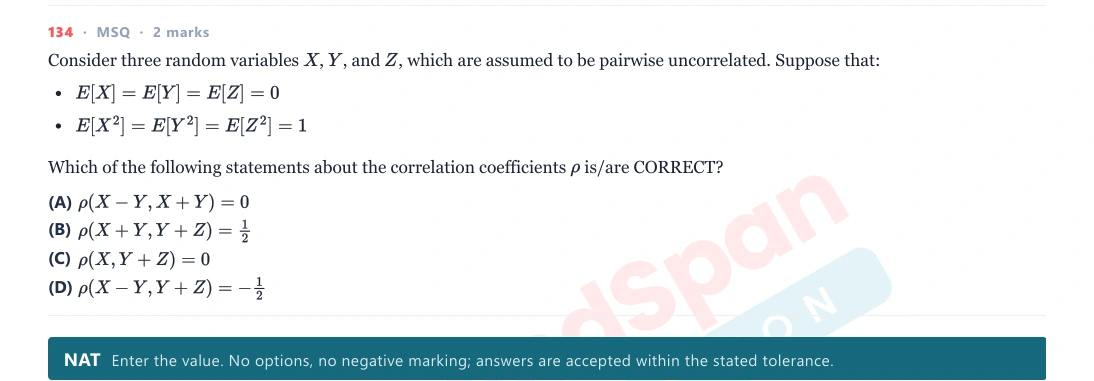 134 · MSQ · 2 marks
Consider three random variables X, Y, and Z, which are assumed to be pairwise uncorrelated. Suppose that:
• E[X] = E[Y] = E[Z] = 0
• E[X²] = E[Y²] = E[Z²] = 1
Which of the following statements about the correlation coefficients ρ is/are CORRECT?
(A) ρ(X − Y, X + Y) = 0
(B) ρ(X + Y, Y + Z) = 1/2
(C) ρ(X, Y + Z) = 0
(D) ρ(X − Y, Y + Z) = −1/2
NAT Enter the value. No options, no negative marking; answers are accepted within the stated tolerance.